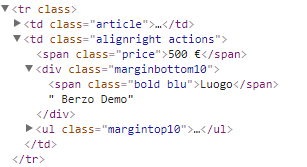 ▼<tr class>
▶<td class="article">…</td>
▼<td class="alignright actions">
<span class="price">500 €</span>
▼<div class="marginbottom10">
<span class="bold blu">Luogo</span>
" Berzo Demo"
</div>
▶<ul class="margintop10">…</ul>
</td>
</tr>